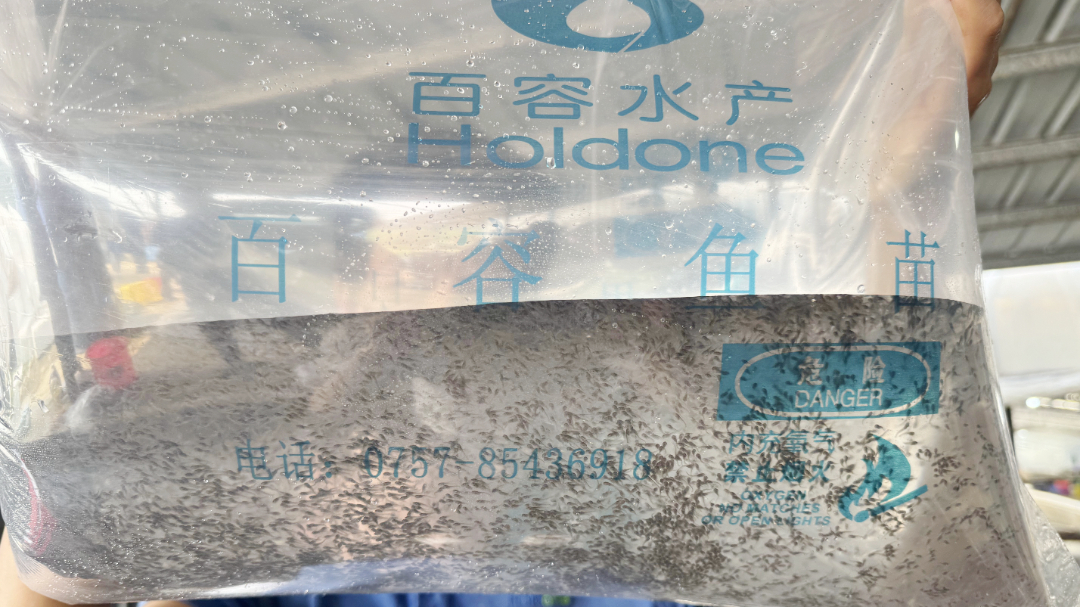 百容水产
Holdone
百容鱼苗
危险
DANGER
电话：0757-85436918
内充氧气
禁止烟火
OXYGEN
NO MATCHES
OR OPEN LIGHTS